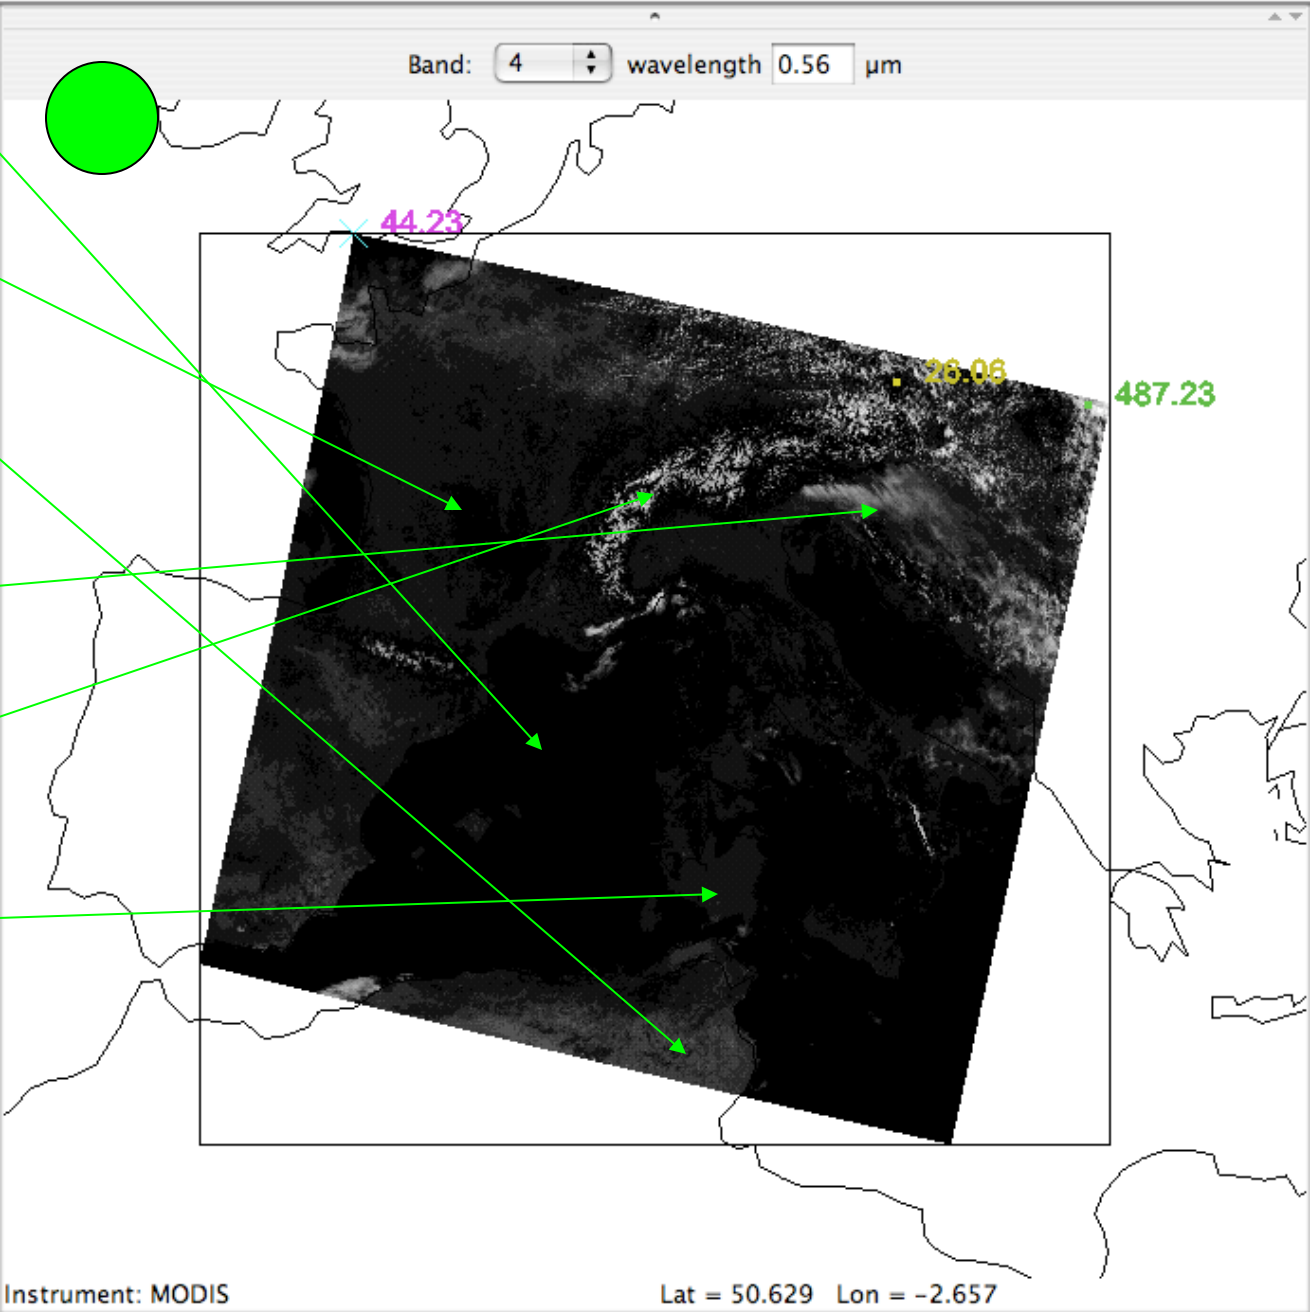 Band: 4 wavelength 0.56 µm
44.23
26.06
487.23
Instrument: MODIS Lat = 50.629 Lon = -2.657